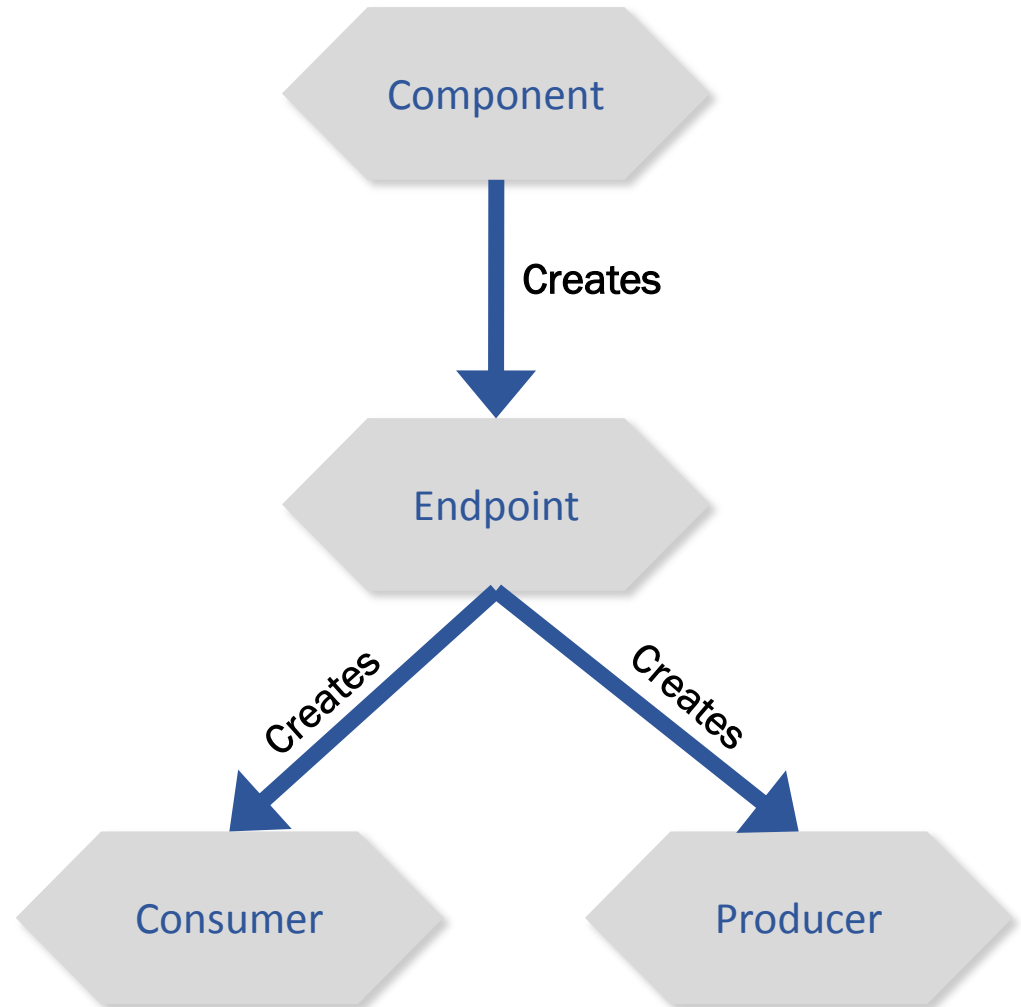 Component
Creates
Endpoint
Creates
Creates
Consumer
Producer